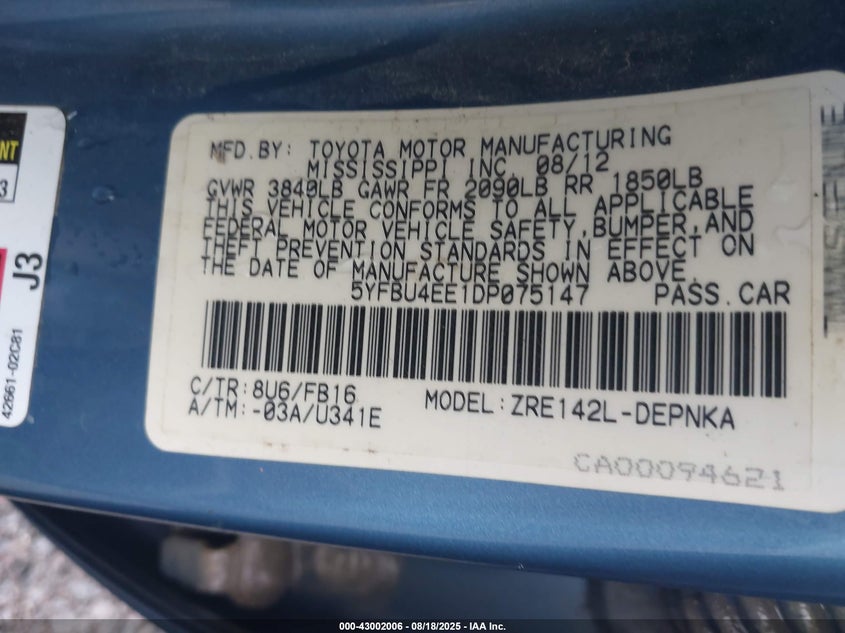 MFD.BY: TOYOTA MOTOR MANUFACTURING
MISSISSIPPI INC. 08/12
GVWR 3840LB GAWR FR 2090LB RR 1850LB
THIS VEHICLE CONFORMS TO ALL APPLICABLE
FEDERAL MOTOR VEHICLE SAFETY, BUMPER, AND
THEFT PREVENTION STANDARDS IN EFFECT ON
THE DATE OF MANUFACTURE SHOWN ABOVE.
5YFBU4EE1DP075147 PASS.CAR
C/TR:8U6/FB16
A/TM:-03A/U341E
MODEL:ZRE142L-DEPNKA
CA00094621
3
J3
42661-02C81
000-43002006 - 08/18/2025 - IAA Inc.